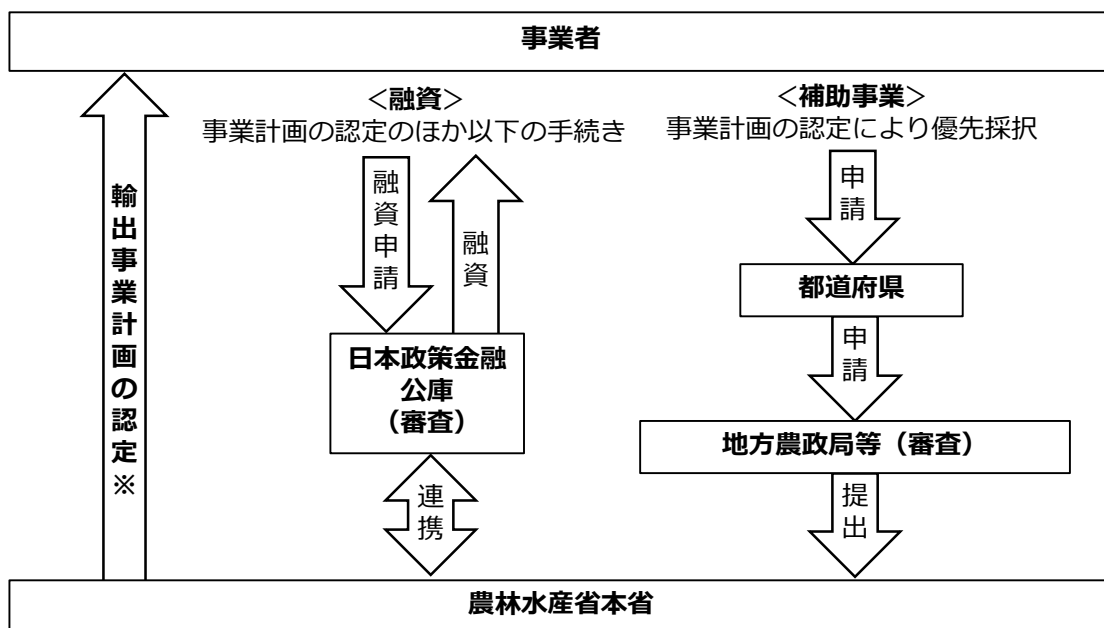 事業者
輸出事業計画の認定※
＜融資＞
事業計画の認定のほか以下の手続き
融資申請
融資
日本政策金融
公庫
（審査）
連携
＜補助事業＞
事業計画の認定により優先採択
申請
都道府県
申請
地方農政局等（審査）
提出
農林水産省本省